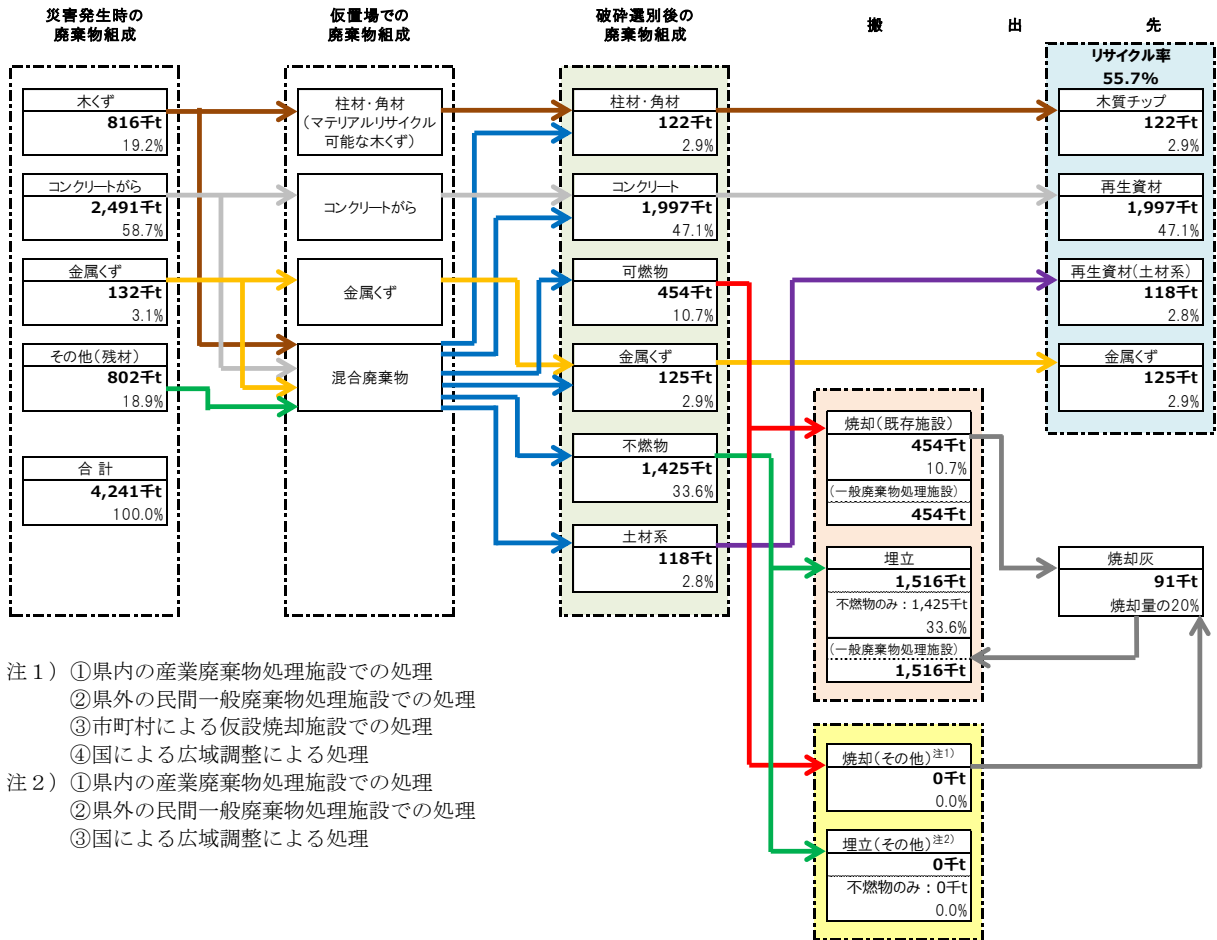 災害発生時の
廃棄物組成
仮置場での
廃棄物組成
破砕選別後の
廃棄物組成
搬 出 先
木くず
816千t
19.2%
コンクリートがら
2,491千t
58.7%
金属くず
132千t
3.1%
その他(残材)
802千t
18.9%
合 計
4,241千t
100.0%
柱材・角材
(マテリアルリサイクル
可能な木くず)
コンクリートがら
金属くず
混合廃棄物
柱材・角材
122千t
2.9%
コンクリート
1,997千t
47.1%
可燃物
454千t
10.7%
金属くず
125千t
2.9%
不燃物
1,425千t
33.6%
土材系
118千t
2.8%
リサイクル率
55.7%
木質チップ
122千t
2.9%
再生資材
1,997千t
47.1%
再生資材(土材系)
118千t
2.8%
金属くず
125千t
2.9%
焼却(既存施設)
454千t
10.7%
(一般廃棄物処理施設)
454千t
埋立
1,516千t
不燃物のみ：1,425千t
33.6%
(一般廃棄物処理施設)
1,516千t
焼却灰
91千t
焼却量の20%
焼却(その他)注1)
0千t
0.0%
埋立(その他)注2)
0千t
不燃物のみ：0千t
0.0%
注１）①県内の産業廃棄物処理施設での処理
②県外の民間一般廃棄物処理施設での処理
③市町村による仮設焼却施設での処理
④国による広域調整による処理
注２）①県内の産業廃棄物処理施設での処理
②県外の民間一般廃棄物処理施設での処理
③国による広域調整による処理